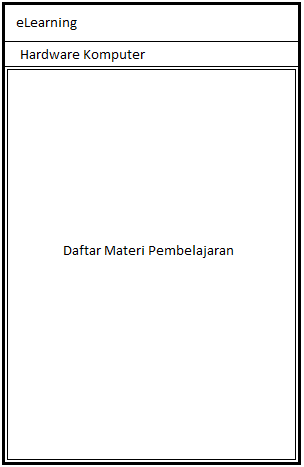 eLearning
Hardware Komputer
Daftar Materi Pembelajaran